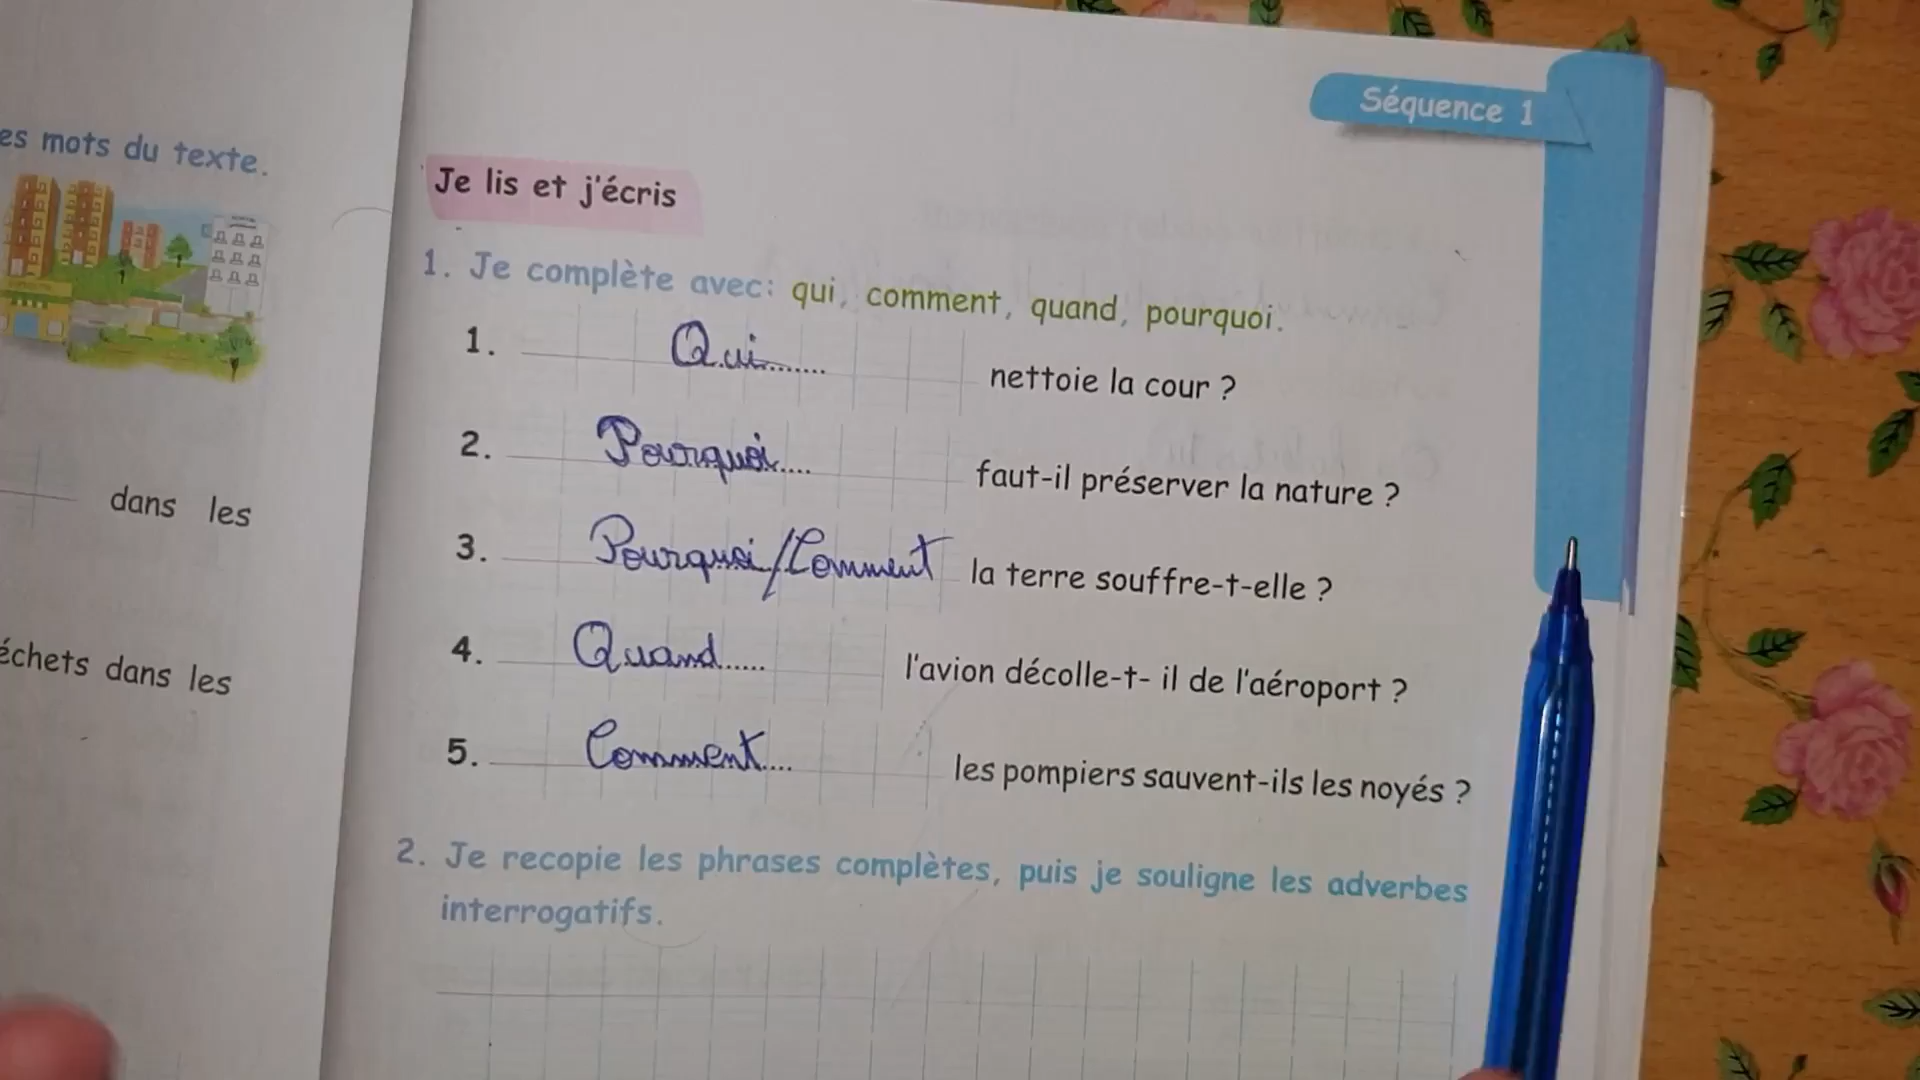 Séquence 1
es mots du texte.
dans les
échets dans les
Je lis et j'écris
1. Je complète avec: qui, comment, quand, pourquoi.
1. Qui........ nettoie la cour ?
2. Pourquoi.... faut-il préserver la nature ?
3. Pourquoi/Comment la terre souffre-t-elle ?
4. Quand...... l'avion décolle-t- il de l'aéroport ?
5. Comment.... les pompiers sauvent-ils les noyés ?
2. Je recopie les phrases complètes, puis je souligne les adverbes
interrogatifs.